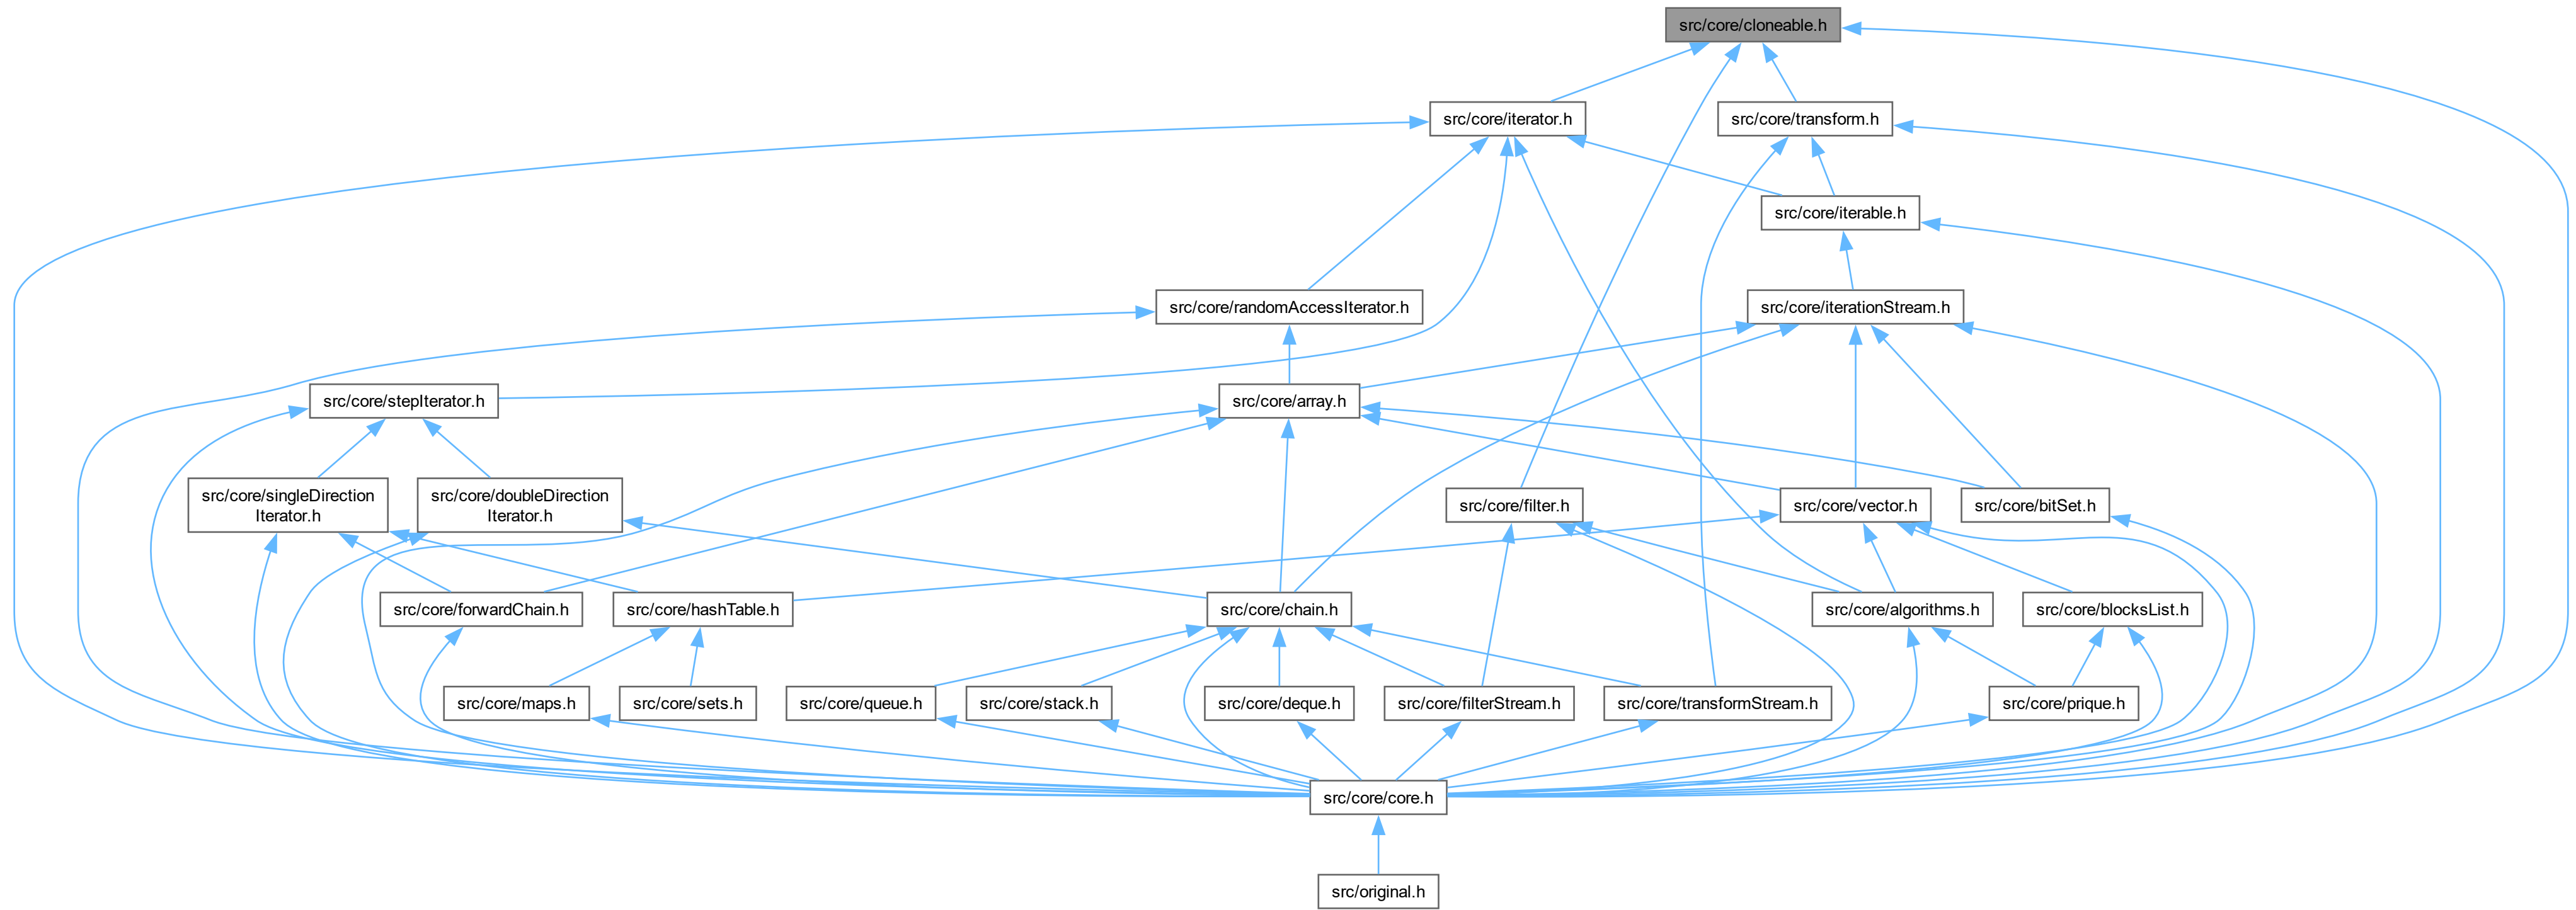 src/core/cloneable.h
src/core/iterator.h
src/core/transform.h
src/core/iterable.h
src/core/randomAccessIterator.h
src/core/iterationStream.h
src/core/stepIterator.h
src/core/array.h
src/core/singleDirection
Iterator.h
src/core/doubleDirection
Iterator.h
src/core/filter.h
src/core/vector.h
src/core/bitSet.h
src/core/forwardChain.h
src/core/hashTable.h
src/core/chain.h
src/core/algorithms.h
src/core/blocksList.h
src/core/maps.h
src/core/sets.h
src/core/queue.h
src/core/stack.h
src/core/deque.h
src/core/filterStream.h
src/core/transformStream.h
src/core/prique.h
src/core/core.h
src/original.h